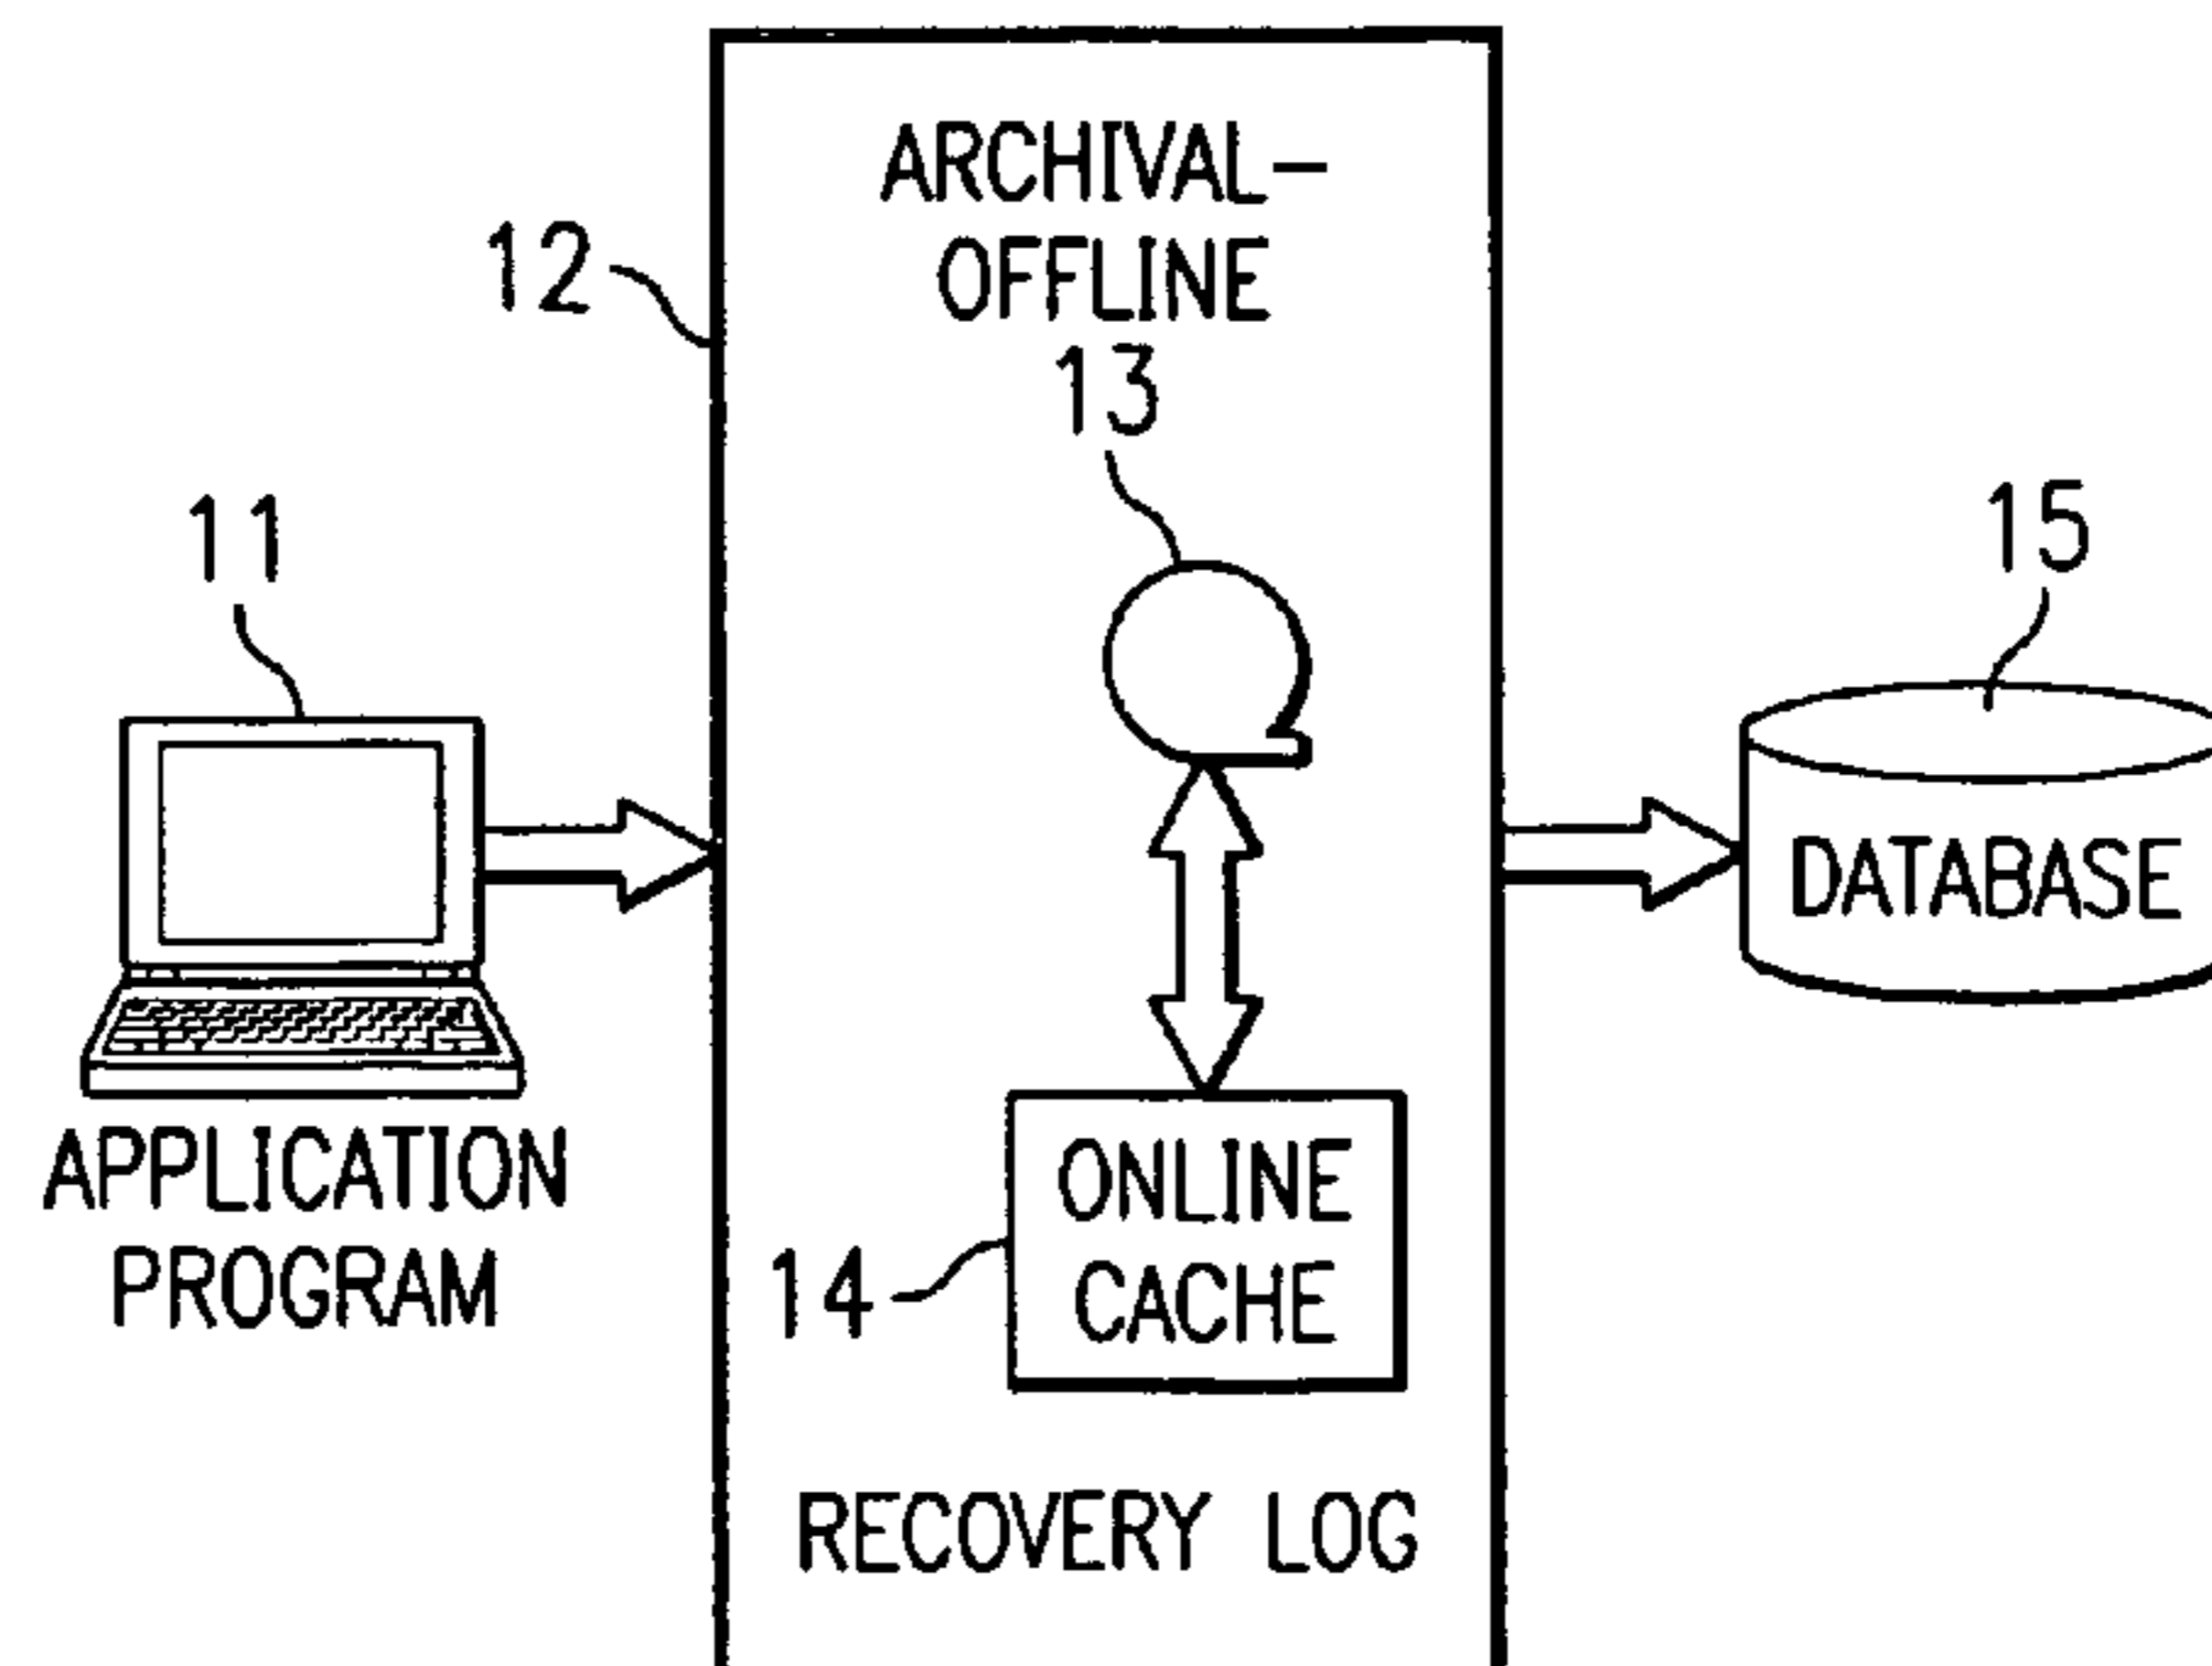 ARCHIVAL-
OFFLINE
12
13
11
15
DATABASE
APPLICATION
PROGRAM
ONLINE
CACHE
14
RECOVERY LOG